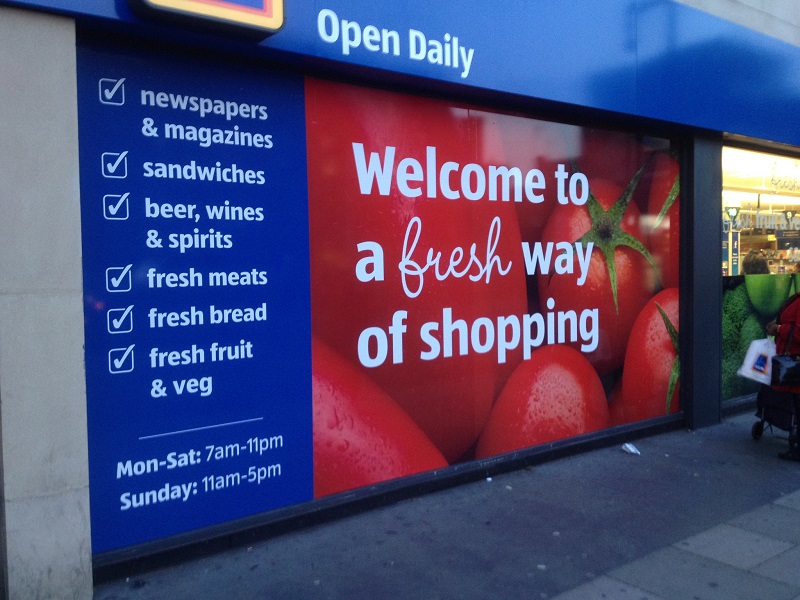 Open Daily
newspapers
& magazines
sandwiches
beer, wines
& spirits
fresh meats
fresh bread
fresh fruit
& veg
Mon-Sat: 7am-11pm
Sunday: 11am-5pm
Welcome to
a fresh way
of shopping